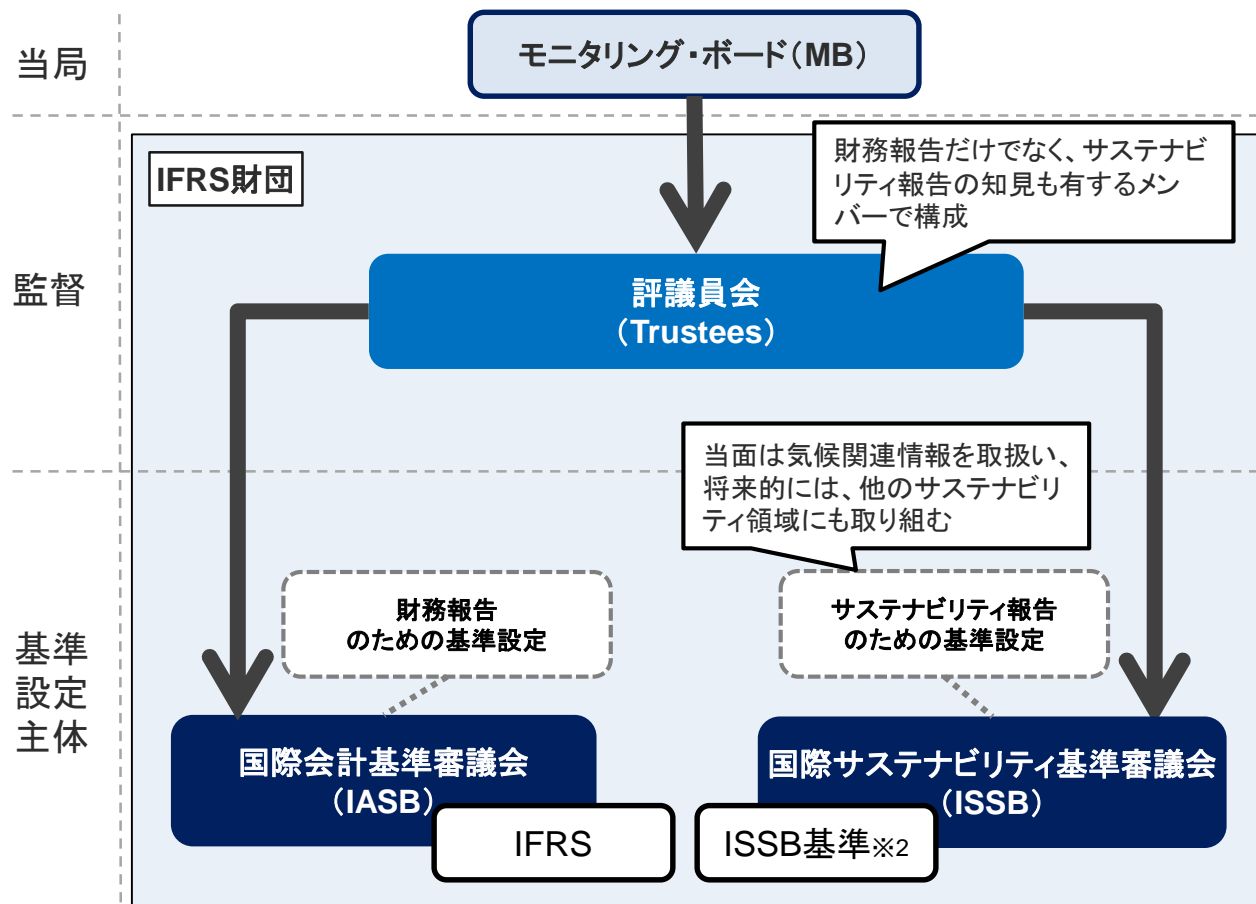 当局
モニタリング・ボード(MB)
IFRS財団
財務報告だけでなく、サステナビ
リティ報告の知見も有するメン
バーで構成
監督
評議員会
(Trustees)
当面は気候関連情報を取扱い、
将来的には、他のサステナビリ
ティ領域にも取り組む
基準
設定
主体
財務報告
のための基準設定
サステナビリティ報告
のための基準設定
国際会計基準審議会
(IASB)
IFRS
国際サステナビリティ基準審議会
(ISSB)
ISSB基準※2